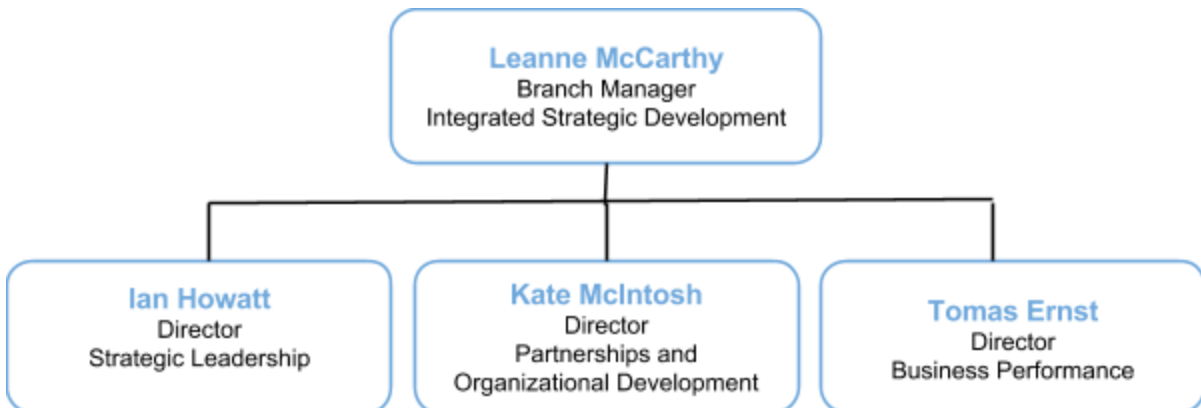 Leanne McCarthy
Branch Manager
Integrated Strategic Development
Ian Howatt
Director
Strategic Leadership
Kate McIntosh
Director
Partnerships and
Organizational Development
Tomas Ernst
Director
Business Performance